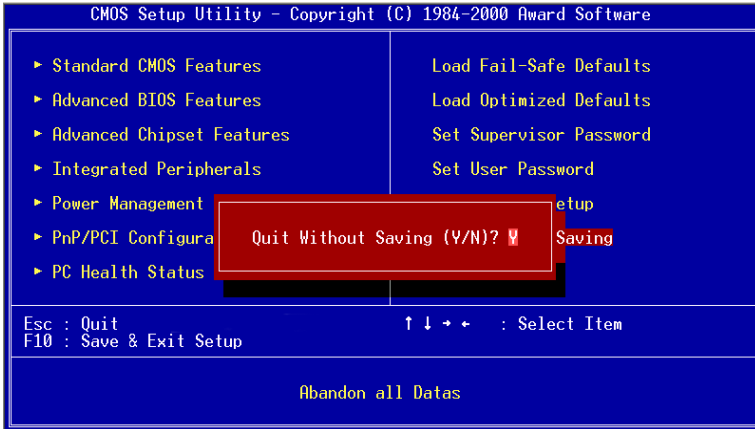 CMOS Setup Utility - Copyright (C) 1984-2000 Award Software
► Standard CMOS Features
► Advanced BIOS Features
► Advanced Chipset Features
► Integrated Peripherals
► Power Management
► PnP/PCI Configura
► PC Health Status
Load Fail-Safe Defaults
Load Optimized Defaults
Set Supervisor Password
Set User Password
etup
Saving
Quit Without Saving (Y/N)? Y
Esc : Quit
F10 : Save & Exit Setup
↑ ↓ → ← : Select Item
Abandon all Datas